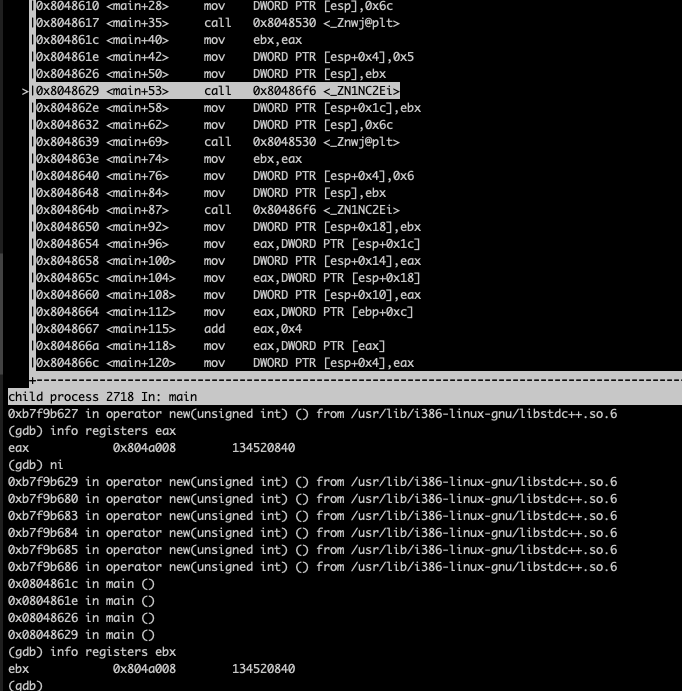 |0x8048610 <main+28> mov DWORD PTR [esp],0x6c
|0x8048617 <main+35> call 0x8048530 <_Znwj@plt>
|0x804861c <main+40> mov ebx,eax
|0x804861e <main+42> mov DWORD PTR [esp+0x4],0x5
|0x8048626 <main+50> mov DWORD PTR [esp],ebx
>|0x8048629 <main+53> call 0x80486f6 <_ZN1NC2Ei>
|0x804862e <main+58> mov DWORD PTR [esp+0x1c],ebx
|0x8048632 <main+62> mov DWORD PTR [esp],0x6c
|0x8048639 <main+69> call 0x8048530 <_Znwj@plt>
|0x804863e <main+74> mov ebx,eax
|0x8048640 <main+76> mov DWORD PTR [esp+0x4],0x6
|0x8048648 <main+84> mov DWORD PTR [esp],ebx
|0x804864b <main+87> call 0x80486f6 <_ZN1NC2Ei>
|0x8048650 <main+92> mov DWORD PTR [esp+0x18],ebx
|0x8048654 <main+96> mov eax,DWORD PTR [esp+0x1c]
|0x8048658 <main+100> mov DWORD PTR [esp+0x14],eax
|0x804865c <main+104> mov eax,DWORD PTR [esp+0x18]
|0x8048660 <main+108> mov DWORD PTR [esp+0x10],eax
|0x8048664 <main+112> mov eax,DWORD PTR [ebp+0xc]
|0x8048667 <main+115> add eax,0x4
|0x804866a <main+118> mov eax,DWORD PTR [eax]
|0x804866c <main+120> mov DWORD PTR [esp+0x4],eax
child process 2718 In: main
0xb7f9b627 in operator new(unsigned int) () from /usr/lib/i386-linux-gnu/libstdc++.so.6
(gdb) info registers eax
eax 0x804a008 134520840
(gdb) ni
0xb7f9b629 in operator new(unsigned int) () from /usr/lib/i386-linux-gnu/libstdc++.so.6
0xb7f9b680 in operator new(unsigned int) () from /usr/lib/i386-linux-gnu/libstdc++.so.6
0xb7f9b683 in operator new(unsigned int) () from /usr/lib/i386-linux-gnu/libstdc++.so.6
0xb7f9b684 in operator new(unsigned int) () from /usr/lib/i386-linux-gnu/libstdc++.so.6
0xb7f9b685 in operator new(unsigned int) () from /usr/lib/i386-linux-gnu/libstdc++.so.6
0xb7f9b686 in operator new(unsigned int) () from /usr/lib/i386-linux-gnu/libstdc++.so.6
0x0804861c in main ()
0x0804861e in main ()
0x08048626 in main ()
0x08048629 in main ()
(gdb) info registers ebx
ebx 0x804a008 134520840
(gdb)